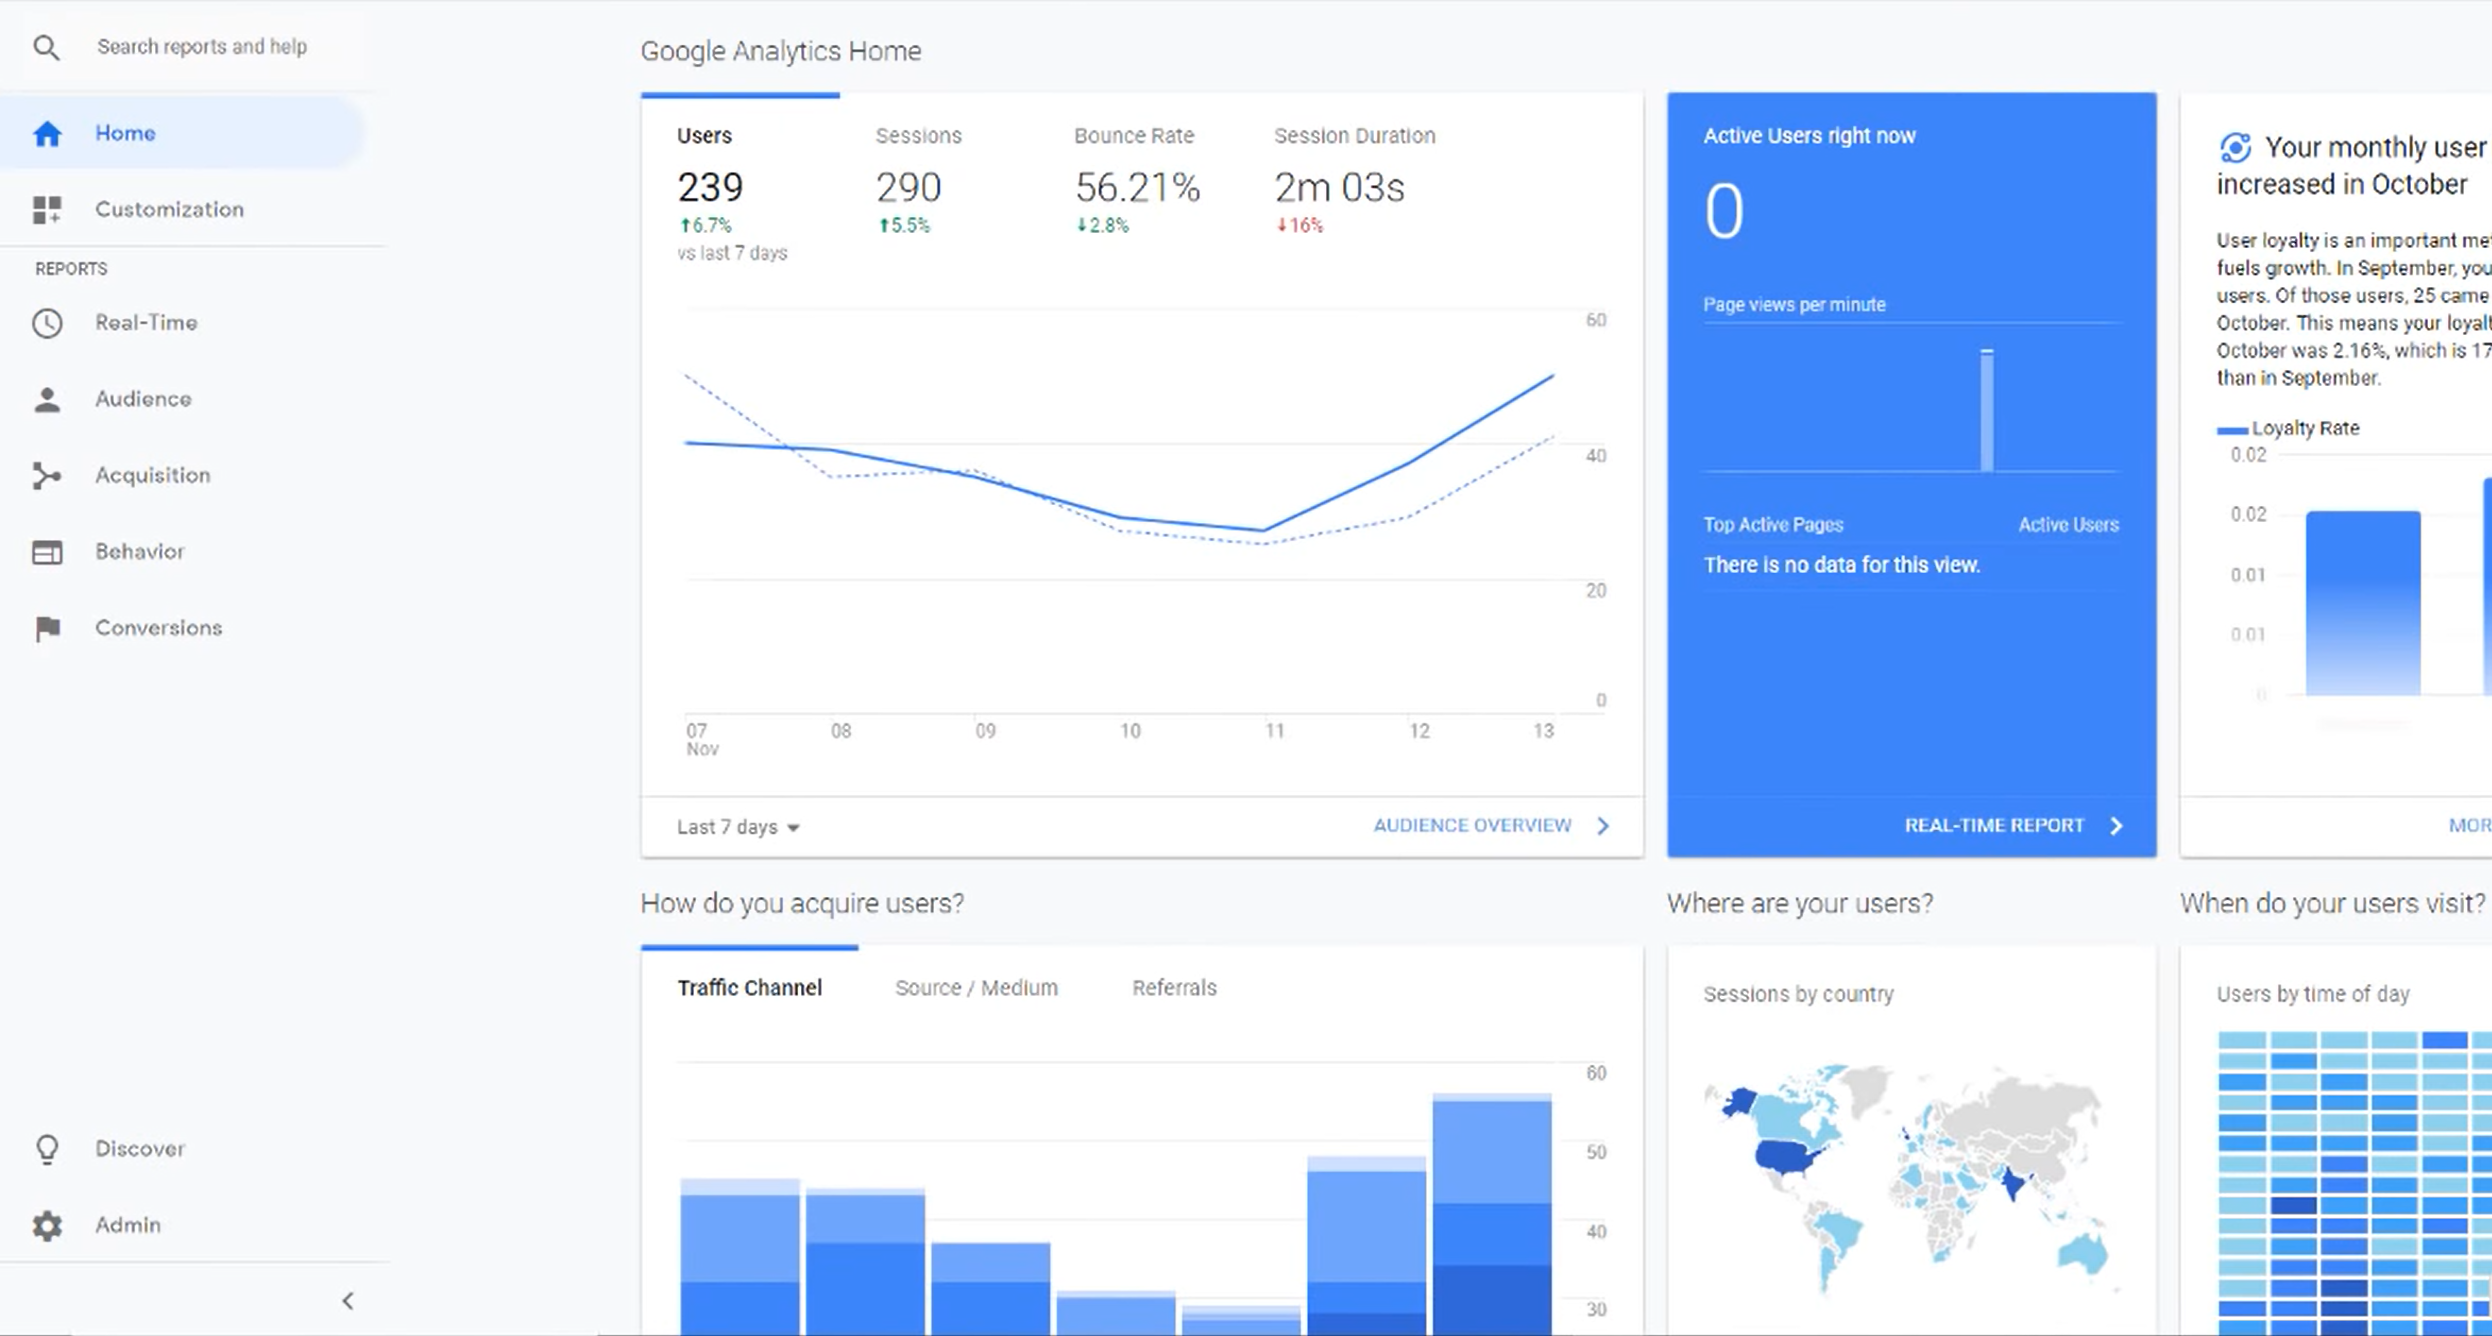 Search reports and help
Home
Customization
REPORTS
Real-Time
Audience
Acquisition
Behavior
Conversions
Discover
Admin
Google Analytics Home
Users
239
↑6.7%
vs last 7 days
Sessions
290
↑5.5%
Bounce Rate
56.21%
↓2.8%
Session Duration
2m 03s
↓16%
60
40
20
0
07 08 09 10 11 12 13
Nov
Last 7 days
AUDIENCE OVERVIEW
Active Users right now
0
Page views per minute
Top Active Pages Active Users
There is no data for this view.
REAL-TIME REPORT
Your monthly user
increased in October
User loyalty is an important me
fuels growth. In September, you
users. Of those users, 25 came
October. This means your loyalt
October was 2.16%, which is 17
than in September.
Loyalty Rate
0.02
0.02
0.01
0.01
0
MOR
How do you acquire users?
Traffic Channel Source / Medium Referrals
60
50
40
30
Where are your users?
Sessions by country
When do your users visit?
Users by time of day